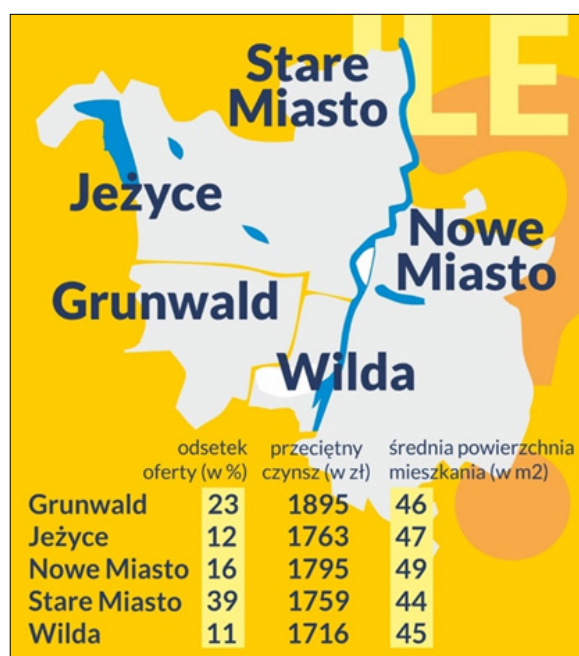 ILE
Stare
Miasto
Jeżyce
Nowe
Miasto
Grunwald
Wilda
odsetek przeciętny średnia powierzchnia
oferty (w %) czynsz (w zł) mieszkania (w m2)
Grunwald 23 1895 46
Jeżyce 12 1763 47
Nowe Miasto 16 1795 49
Stare Miasto 39 1759 44
Wilda 11 1716 45